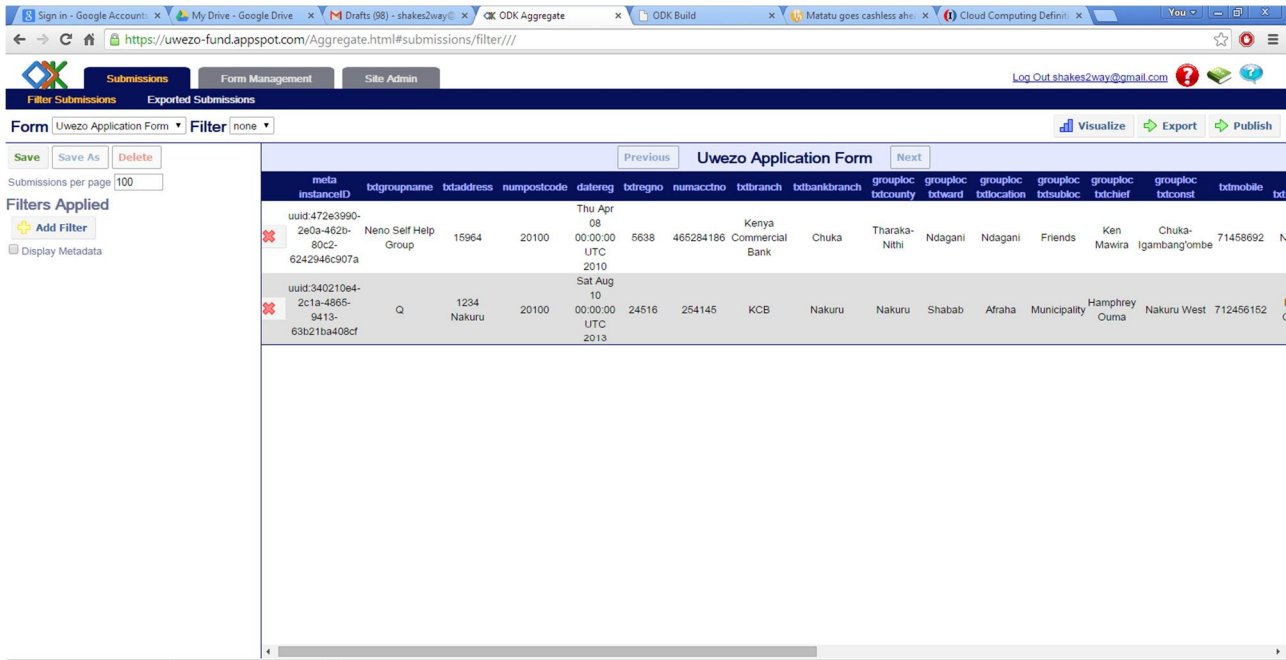 Sign in - Google Accounts
My Drive - Google Drive
Drafts (98) - shakes2way@
ODK Aggregate
ODK Build
Matatu goes cashless ahea
Cloud Computing Definiti
You
https://uwezo-fund.appspot.com/Aggregate.html#submissions/filter///
Submissions
Form Management
Site Admin
Log Out shakes2way@gmail.com
Filter Submissions
Exported Submissions
Form Uwezo Application Form Filter none
Visualize
Export
Publish
Save
Save As
Delete
Previous
Uwezo Application Form
Next
Submissions per page 100
Filters Applied
Add Filter
Display Metadata
meta instanceID txtgroupname txtaddress numpostcode datereg txtregno numacctno txtbranch txtbankbranch grouploc txtcounty grouploc txtward grouploc txtlocation grouploc txtsubloc grouploc txtchief grouploc txtconst txtmobile
uuid:472e3990-2e0a-462b-80c2-6242946c907a Neno Self Help Group 15964 20100 Thu Apr 08 00:00:00 UTC 2010 5638 465284186 Kenya Commercial Bank Chuka Tharaka-Nithi Ndagani Ndagani Friends Ken Mawira Chuka-Igambang'ombe 71458692
uuid:340210e4-2c1a-4865-9413-63b21ba408cf Q 1234 Nakuru 20100 Sat Aug 10 00:00:00 UTC 2013 24516 254145 KCB Nakuru Nakuru Shabab Afraha Municipality Hamphrey Ouma Nakuru West 712456152